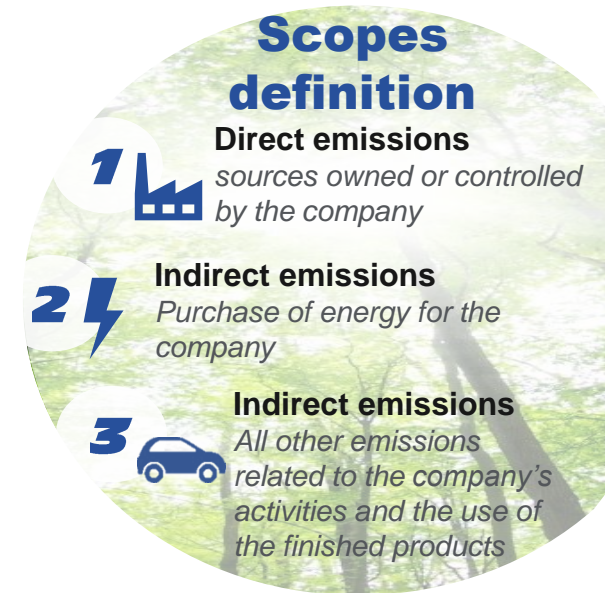 Scopes
definition
1
Direct emissions
sources owned or controlled
by the company
2
Indirect emissions
Purchase of energy for the
company
3
Indirect emissions
All other emissions
related to the company’s
activities and the use of
the finished products